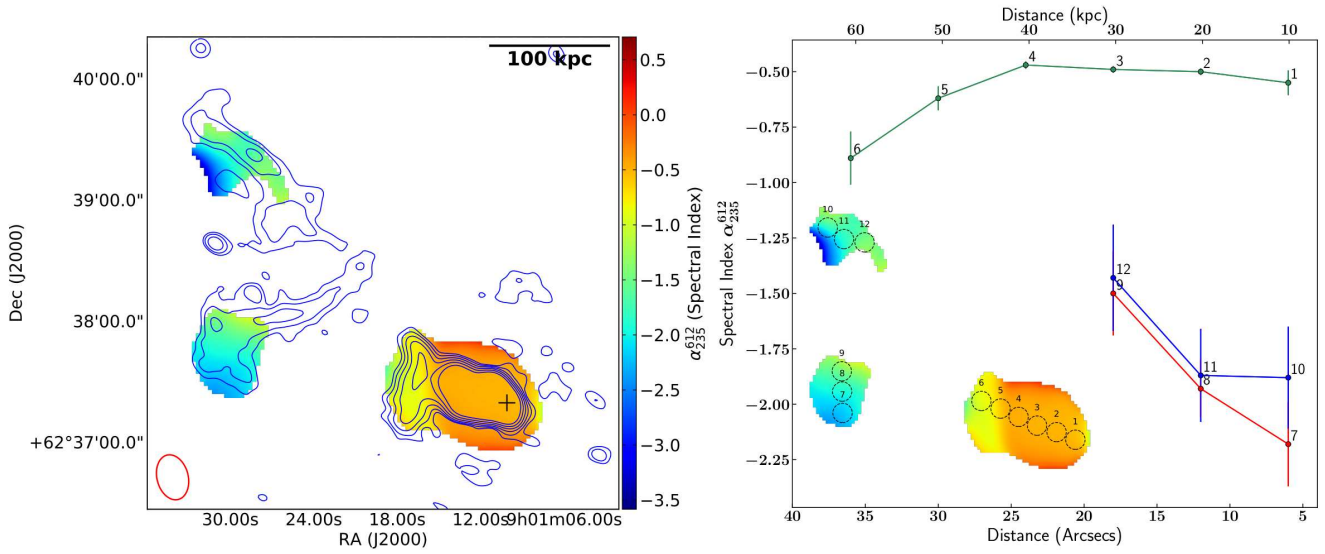 100 kpc
40'00.0"
39'00.0"
38'00.0"
+62°37'00.0"
Dec (J2000)
30.00s 24.00s 18.00s 12.00s 9h01m06.00s
RA (J2000)
0.5
0.0
−0.5
−1.0
−1.5
−2.0
−2.5
−3.0
−3.5
α^{612}_{235} (Spectral Index)
Distance (kpc)
60 50 40 30 20 10
−0.50
−0.75
−1.00
−1.25
−1.50
−1.75
−2.00
−2.25
Spectral Index α^{612}_{235}
6 5 4 3 2 1
12
9
11
8
10
7
10 11 12
9
8
7
6 5 4 3 2 1
40 35 30 25 20 15 10 5
Distance (Arcsecs)